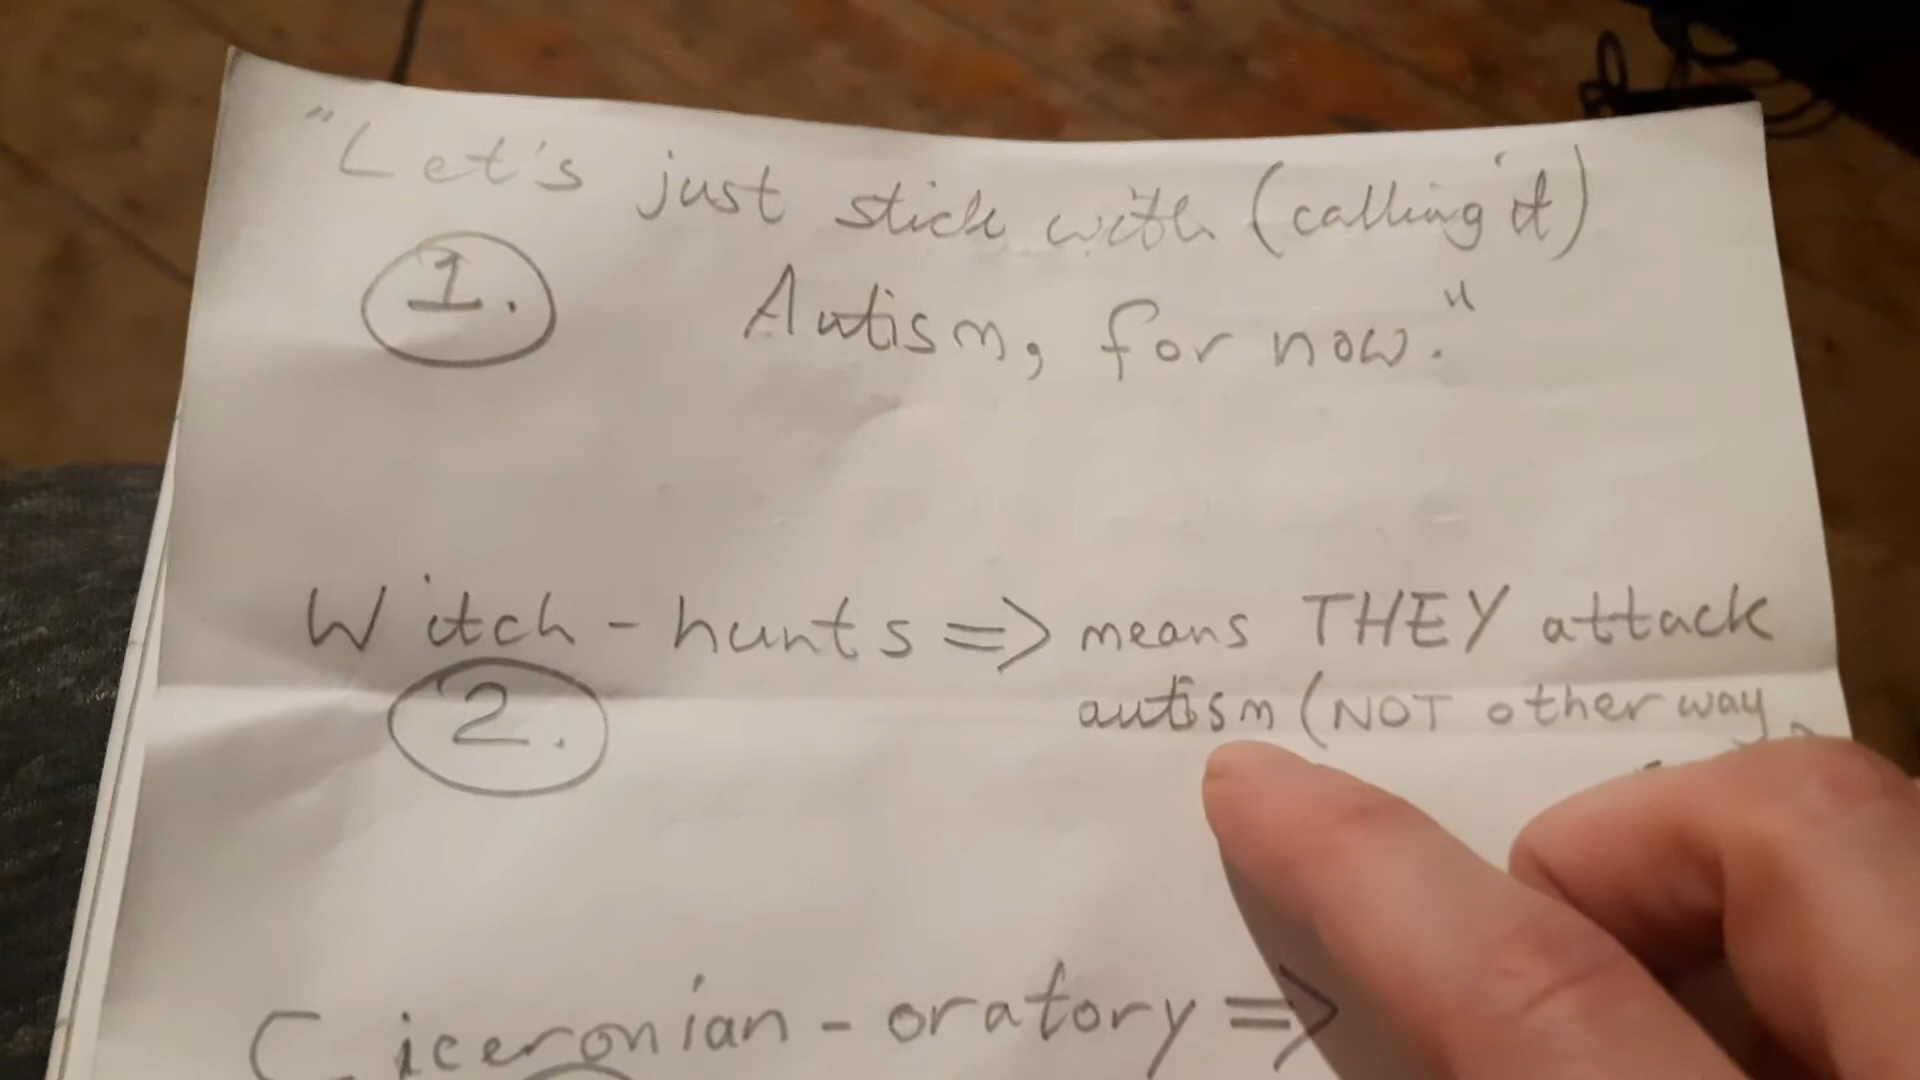 "Let's just stick with (calling it)
1. Autism, for now."
Witch-hunts => means THEY attack
2. autism (NOT other way
Ciceronian-oratory =>